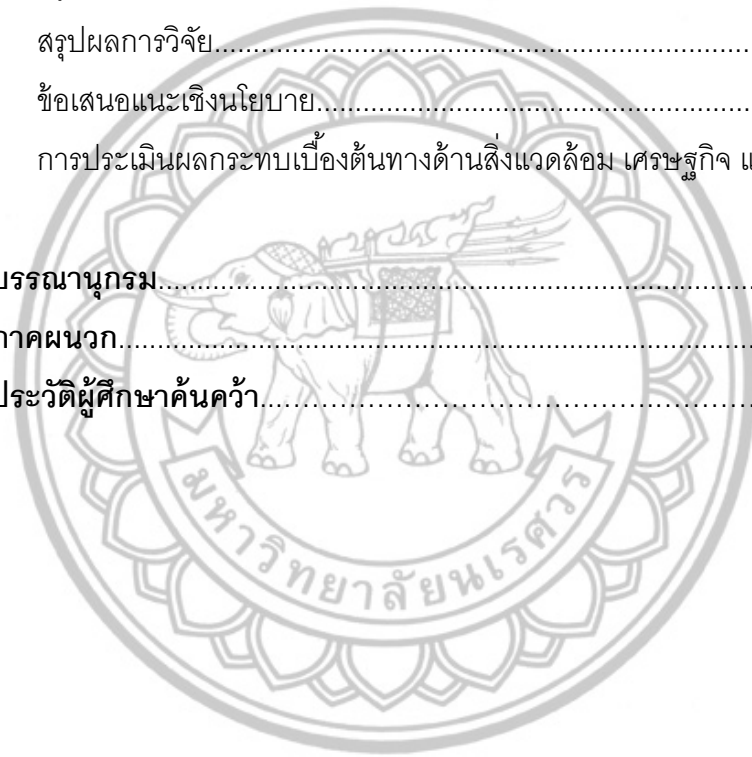 สรุปผลการวิจัย
ข้อเสนอแนะเชิงนโยบาย
การประเมินผลกระทบเบื้องต้นทางด้านสิ่งแวดล้อม เศรษฐกิจ แ
บรรณานุกรม
ภาคผนวก
ประวัติผู้ศึกษาค้นคว้า
มหาวิทยาลัยนเรศวร